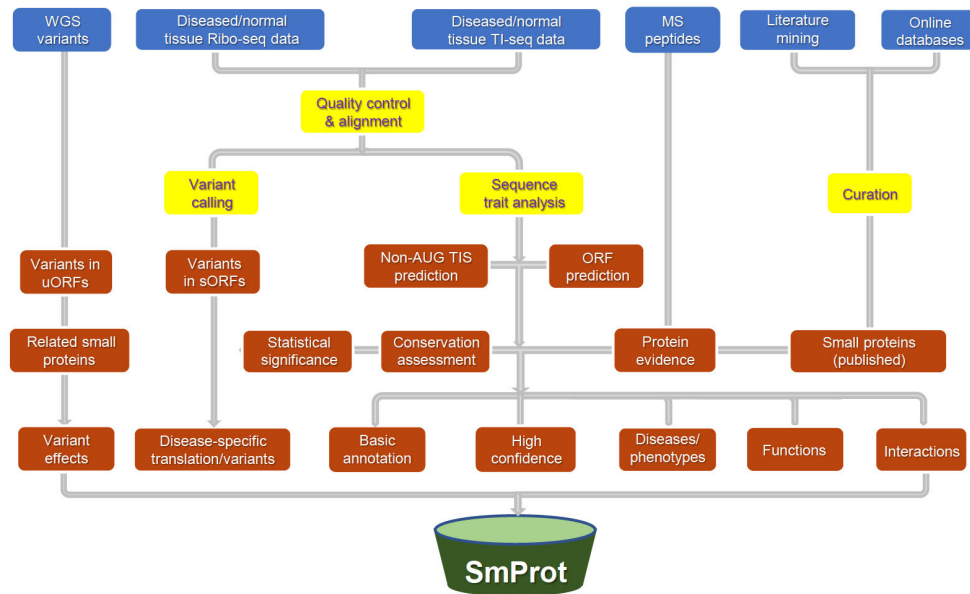 WGS
variants
Diseased/normal
tissue Ribo-seq data
Diseased/normal
tissue TI-seq data
MS
peptides
Literature
mining
Online
databases
Quality control
& alignment
Variant
calling
Sequence
trait analysis
Curation
Variants in
uORFs
Variants
in sORFs
Non-AUG TIS
prediction
ORF
prediction
Related small
proteins
Statistical
significance
Conservation
assessment
Protein
evidence
Small proteins
(published)
Variant
effects
Disease-specific
translation/variants
Basic
annotation
High
confidence
Diseases/
phenotypes
Functions
Interactions
SmProt